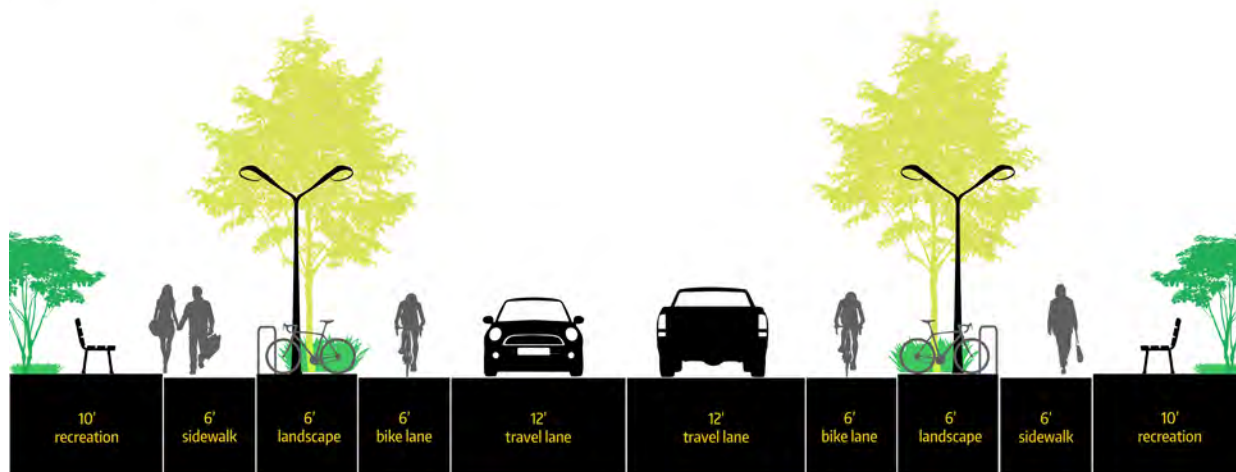 10'
recreation
6'
sidewalk
6'
landscape
6'
bike lane
12'
travel lane
12'
travel lane
6'
bike lane
6'
landscape
6'
sidewalk
10'
recreation